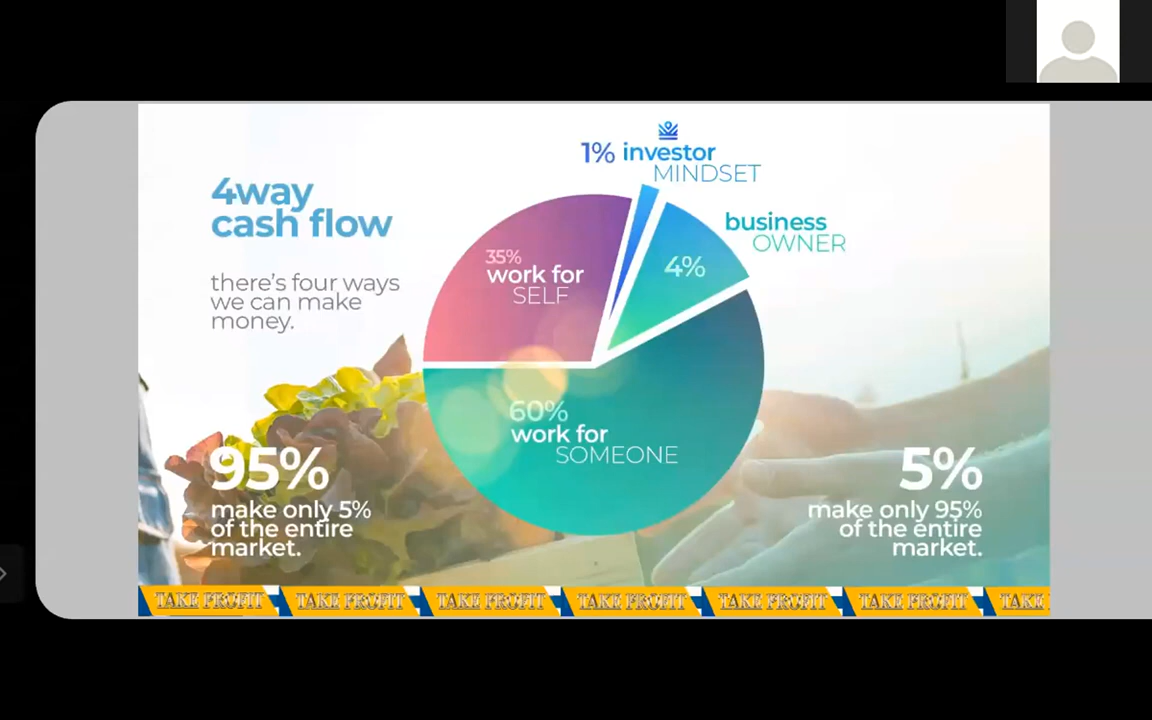 4way
cash flow
there's four ways
we can make
money.
1% investor
MINDSET
business
OWNER
4%
35%
work for
SELF
60%
work for
SOMEONE
95%
make only 5%
of the entire
market.
5%
make only 95%
of the entire
market.
TAKE PROFIT TAKE PROFIT TAKE PROFIT TAKE PROFIT TAKE PROFIT TAKE PROFIT TAKE